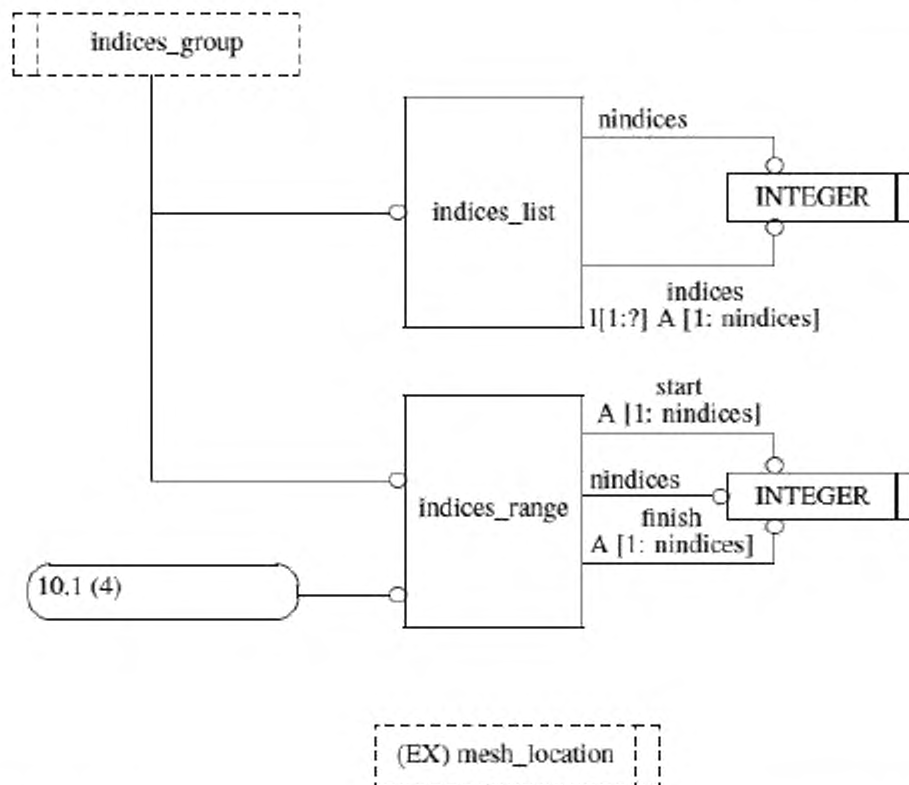 indices_group
nindices
INTEGER
indices_list
indices
l[1:?] A [1: nindices]
start
A [1: nindices]
nindices
INTEGER
indices_range
finish
A [1: nindices]
10.1 (4)
(EX) mesh_location